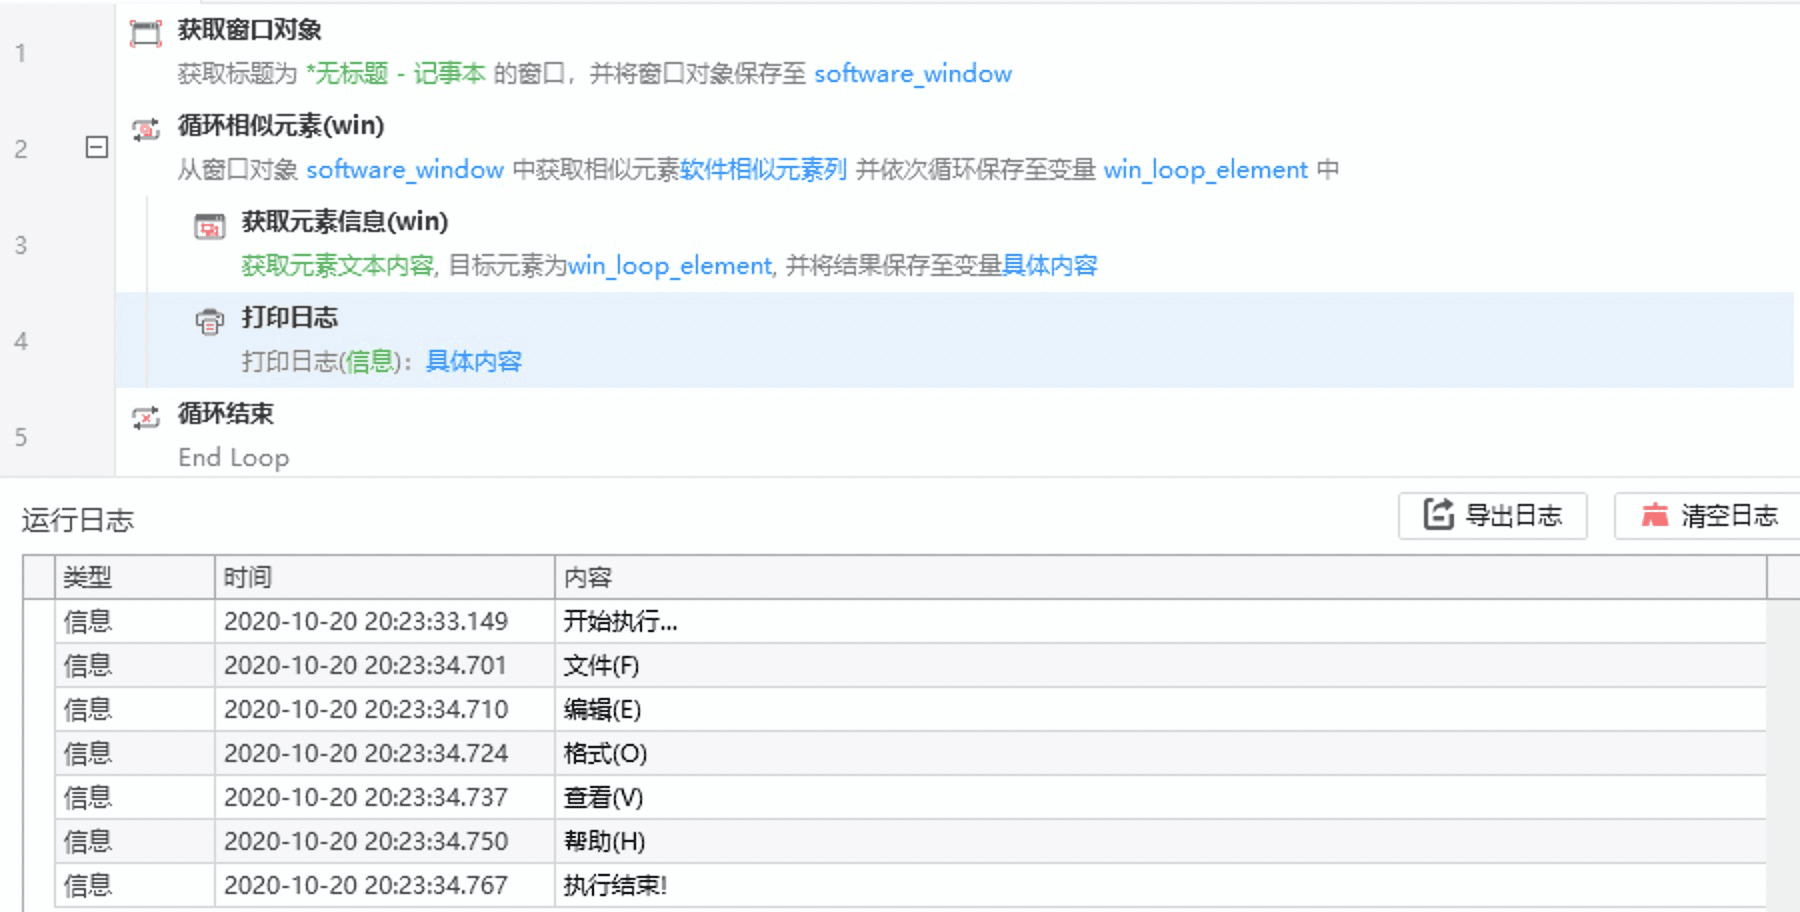 1
获取窗口对象
获取标题为 *无标题 - 记事本 的窗口，并将窗口对象保存至 software_window
2
循环相似元素(win)
从窗口对象 software_window 中获取相似元素软件相似元素列 并依次循环保存至变量 win_loop_element 中
3
获取元素信息(win)
获取元素文本内容, 目标元素为win_loop_element, 并将结果保存至变量具体内容
4
打印日志
打印日志(信息)：具体内容
5
循环结束
End Loop
运行日志 导出日志 清空日志
类型 时间 内容
信息 2020-10-20 20:23:33.149 开始执行...
信息 2020-10-20 20:23:34.701 文件(F)
信息 2020-10-20 20:23:34.710 编辑(E)
信息 2020-10-20 20:23:34.724 格式(O)
信息 2020-10-20 20:23:34.737 查看(V)
信息 2020-10-20 20:23:34.750 帮助(H)
信息 2020-10-20 20:23:34.767 执行结束!